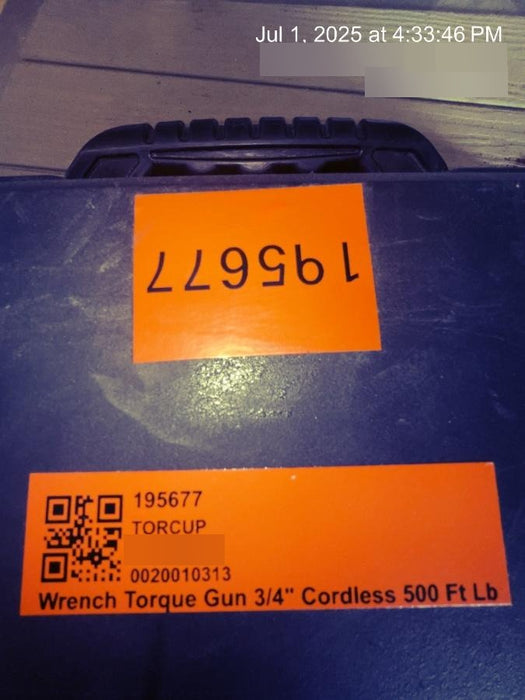 Jul 1, 2025 at 4:33:46 PM
195677
195677
TORCUP
0020010313
Wrench Torque Gun 3/4" Cordless 500 Ft Lb